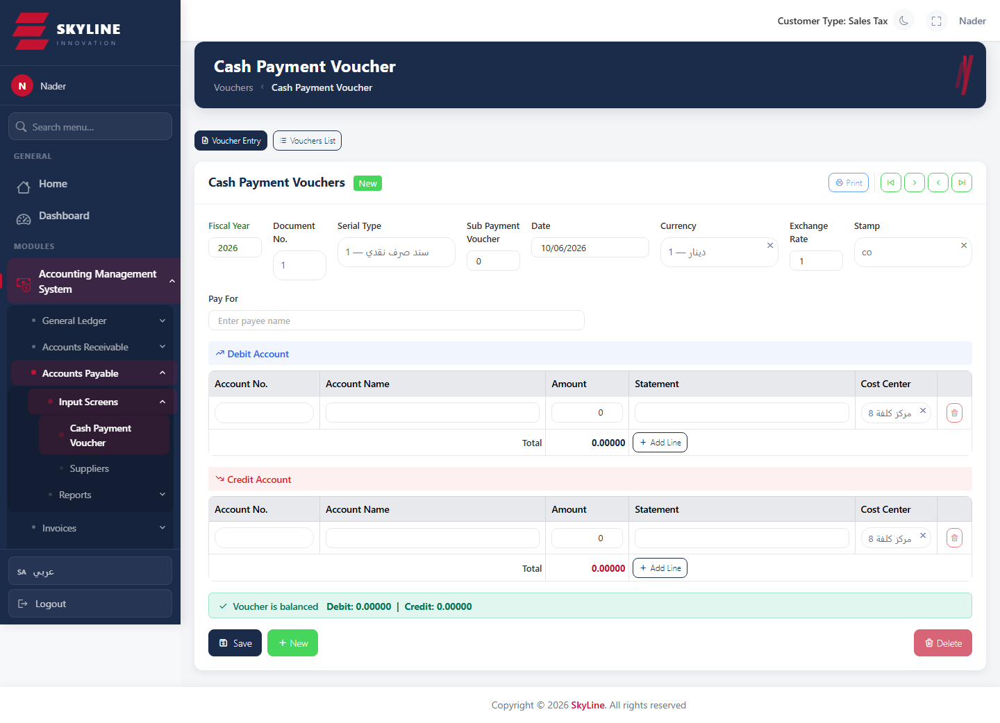 SKYLINE
INNOVATION
N
Nader
Search menu...
GENERAL
Home
Dashboard
MODULES
Accounting Management
System
General Ledger
Accounts Receivable
Accounts Payable
Input Screens
Cash Payment
Voucher
Suppliers
Reports
Invoices
SA عربي
Logout
Customer Type: Sales Tax
Nader
Cash Payment Voucher
Vouchers Cash Payment Voucher
Voucher Entry
Vouchers List
Cash Payment Vouchers New
Print
Fiscal Year
2026
Document
No.
1
Serial Type
1 — سند صرف نقدي
Sub Payment
Voucher
0
Date
10/06/2026
Currency
1 — دينار
Exchange
Rate
1
Stamp
co
Pay For
Enter payee name
Debit Account
Account No. Account Name Amount Statement Cost Center
0 مركز كلفة 8
Total 0.00000 + Add Line
Credit Account
Account No. Account Name Amount Statement Cost Center
0 مركز كلفة 8
Total 0.00000 + Add Line
Voucher is balanced Debit: 0.00000 | Credit: 0.00000
Save
+ New
Delete
Copyright © 2026 SkyLine. All rights reserved